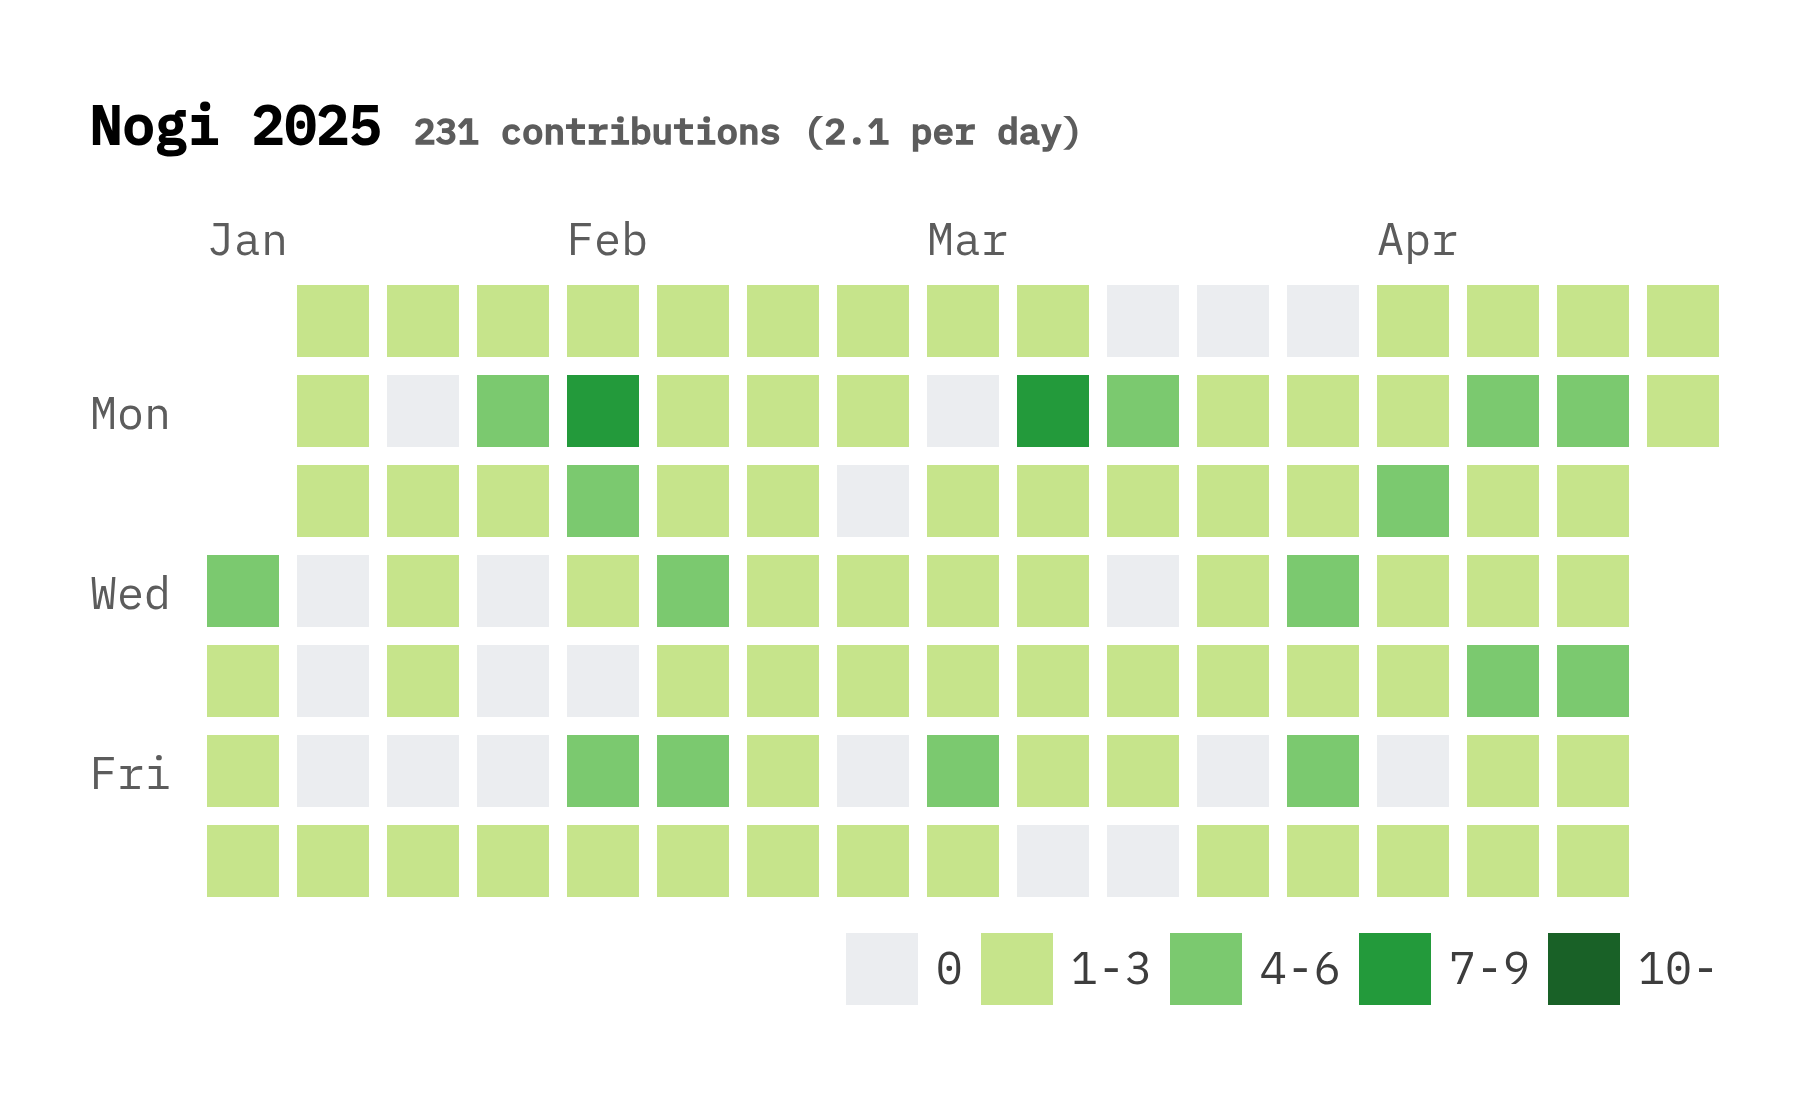 Nogi 2025 231 contributions (2.1 per day)
Jan Feb Mar Apr
Mon
Wed
Fri
0 1-3 4-6 7-9 10-